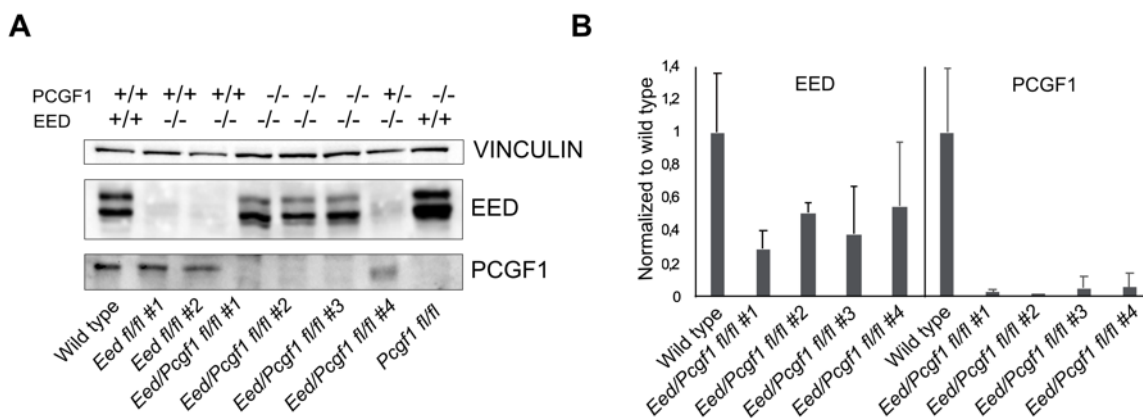 A
PCGF1 +/+ +/+ +/+ -/- -/- -/- +/- -/-
EED +/+ -/- -/- -/- -/- -/- -/- +/+
VINCULIN
EED
PCGF1
Wild type
Eed fl/fl #1
Eed fl/fl #2
Eed/Pcgf1 fl/fl #1
Eed/Pcgf1 fl/fl #2
Eed/Pcgf1 fl/fl #3
Eed/Pcgf1 fl/fl #4
Pcgf1 fl/fl
B
Normalized to wild type
1,4
1,2
1
0,8
0,6
0,4
0,2
0
EED
PCGF1
Wild type
Eed/Pcgf1 fl/fl #1
Eed/Pcgf1 fl/fl #2
Eed/Pcgf1 fl/fl #3
Eed/Pcgf1 fl/fl #4
Wild type
Eed/Pcgf1 fl/fl #1
Eed/Pcgf1 fl/fl #2
Eed/Pcgf1 fl/fl #3
Eed/Pcgf1 fl/fl #4